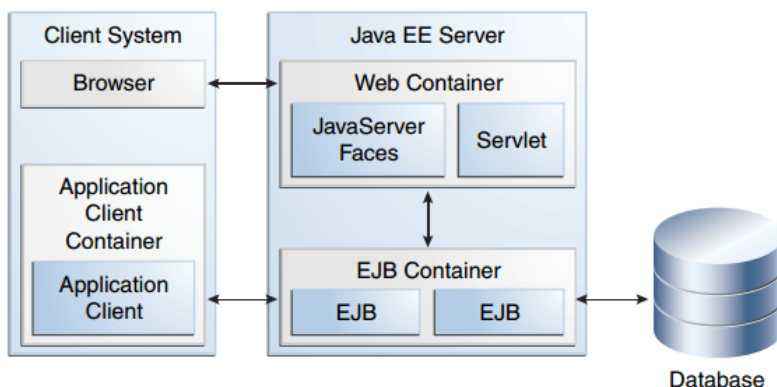 Client System
Browser
Application
Client
Container
Application
Client
Java EE Server
Web Container
JavaServer
Faces
Servlet
EJB Container
EJB
EJB
Database